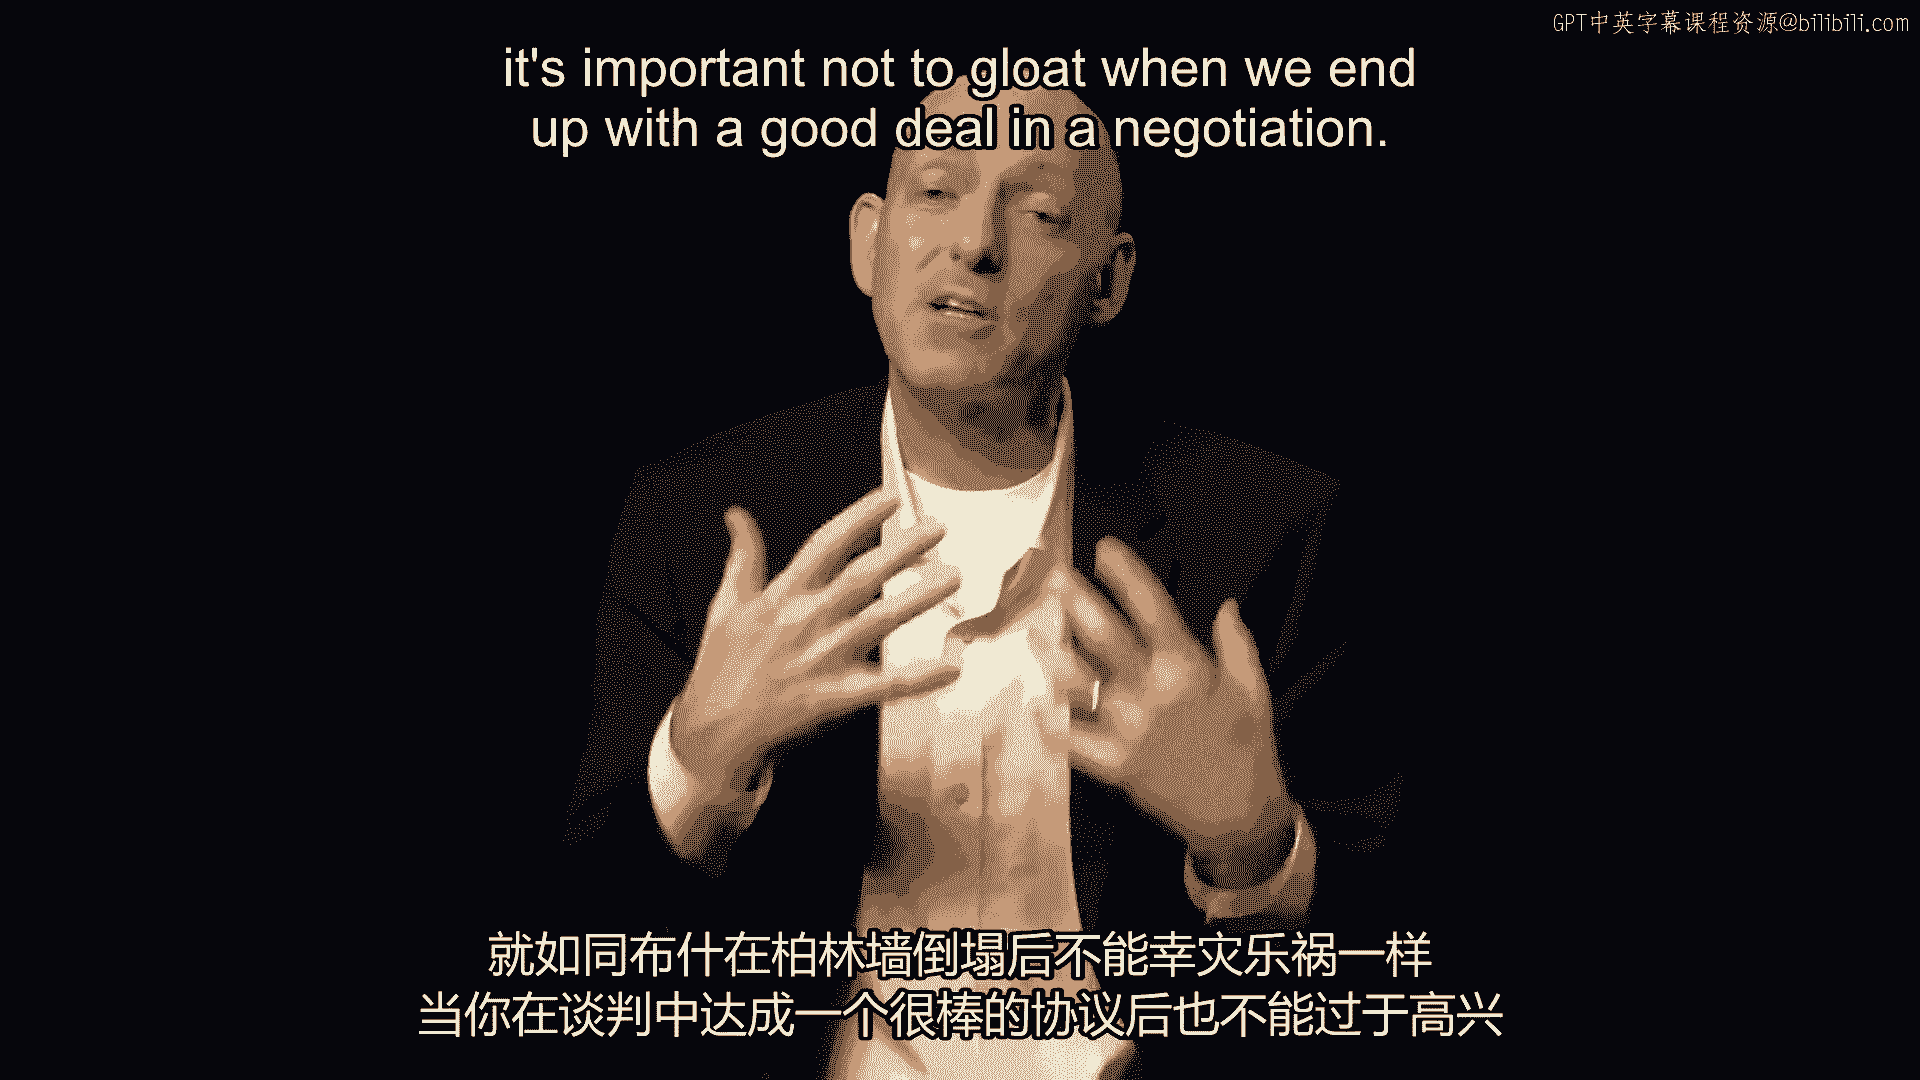 GPT中英字幕课程资源@bilibili.com
it's important not to gloat when we end
up with a good deal in a negotiation.
就如同布什在柏林墙倒塌后不能幸灾乐祸一样
当你在谈判中达成一个很棒的协议后也不能过于高兴